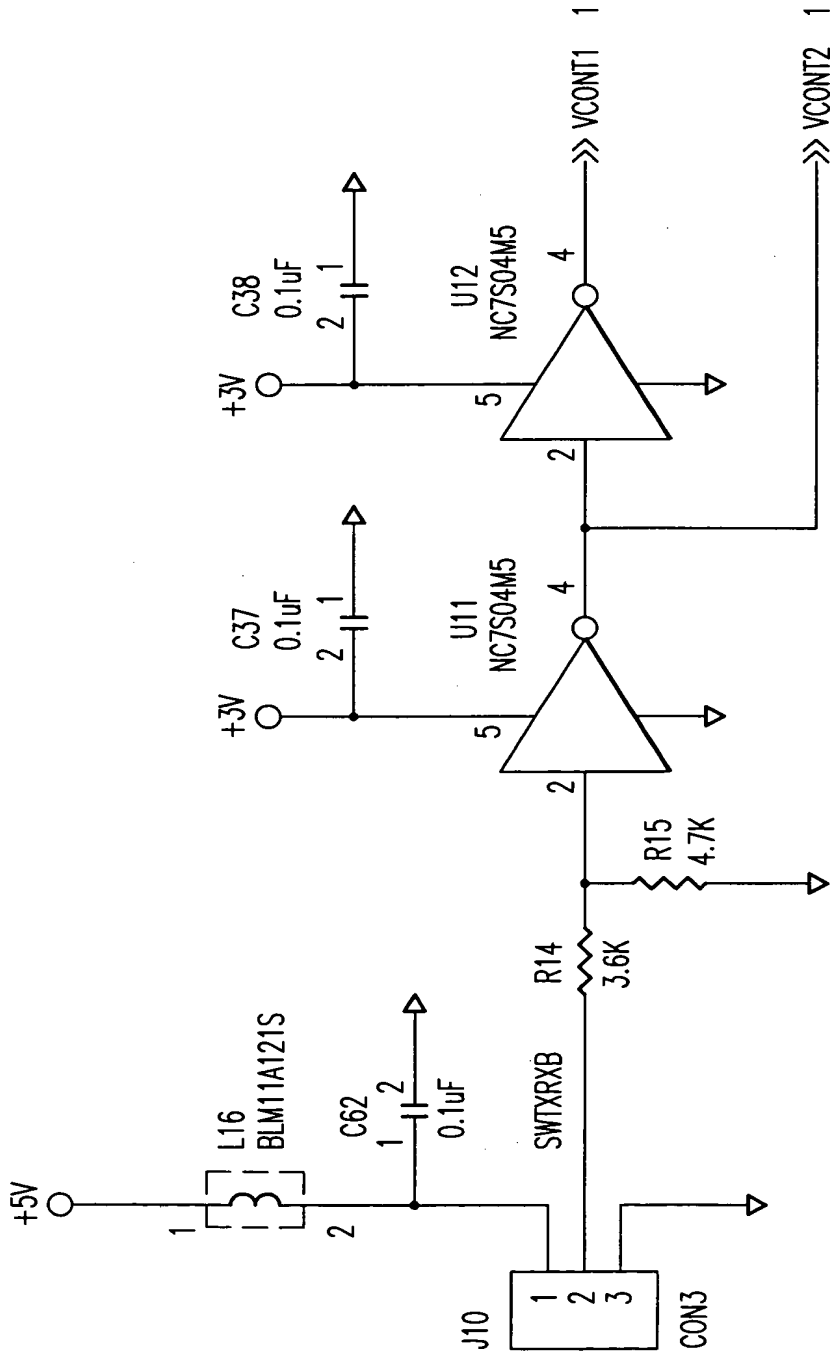 +5V
1
L16
BLM11A121S
2
C62
1 2
0.1uF
J10
1
2
3
CON3
SWTXRXB
R14
3.6K
R15
4.7K
+3V
C37
0.1uF
2 1
5
U11
NC7S04M5
2
4
+3V
C38
0.1uF
2 1
5
U12
NC7S04M5
2
4
VCONT1 1
VCONT2 1